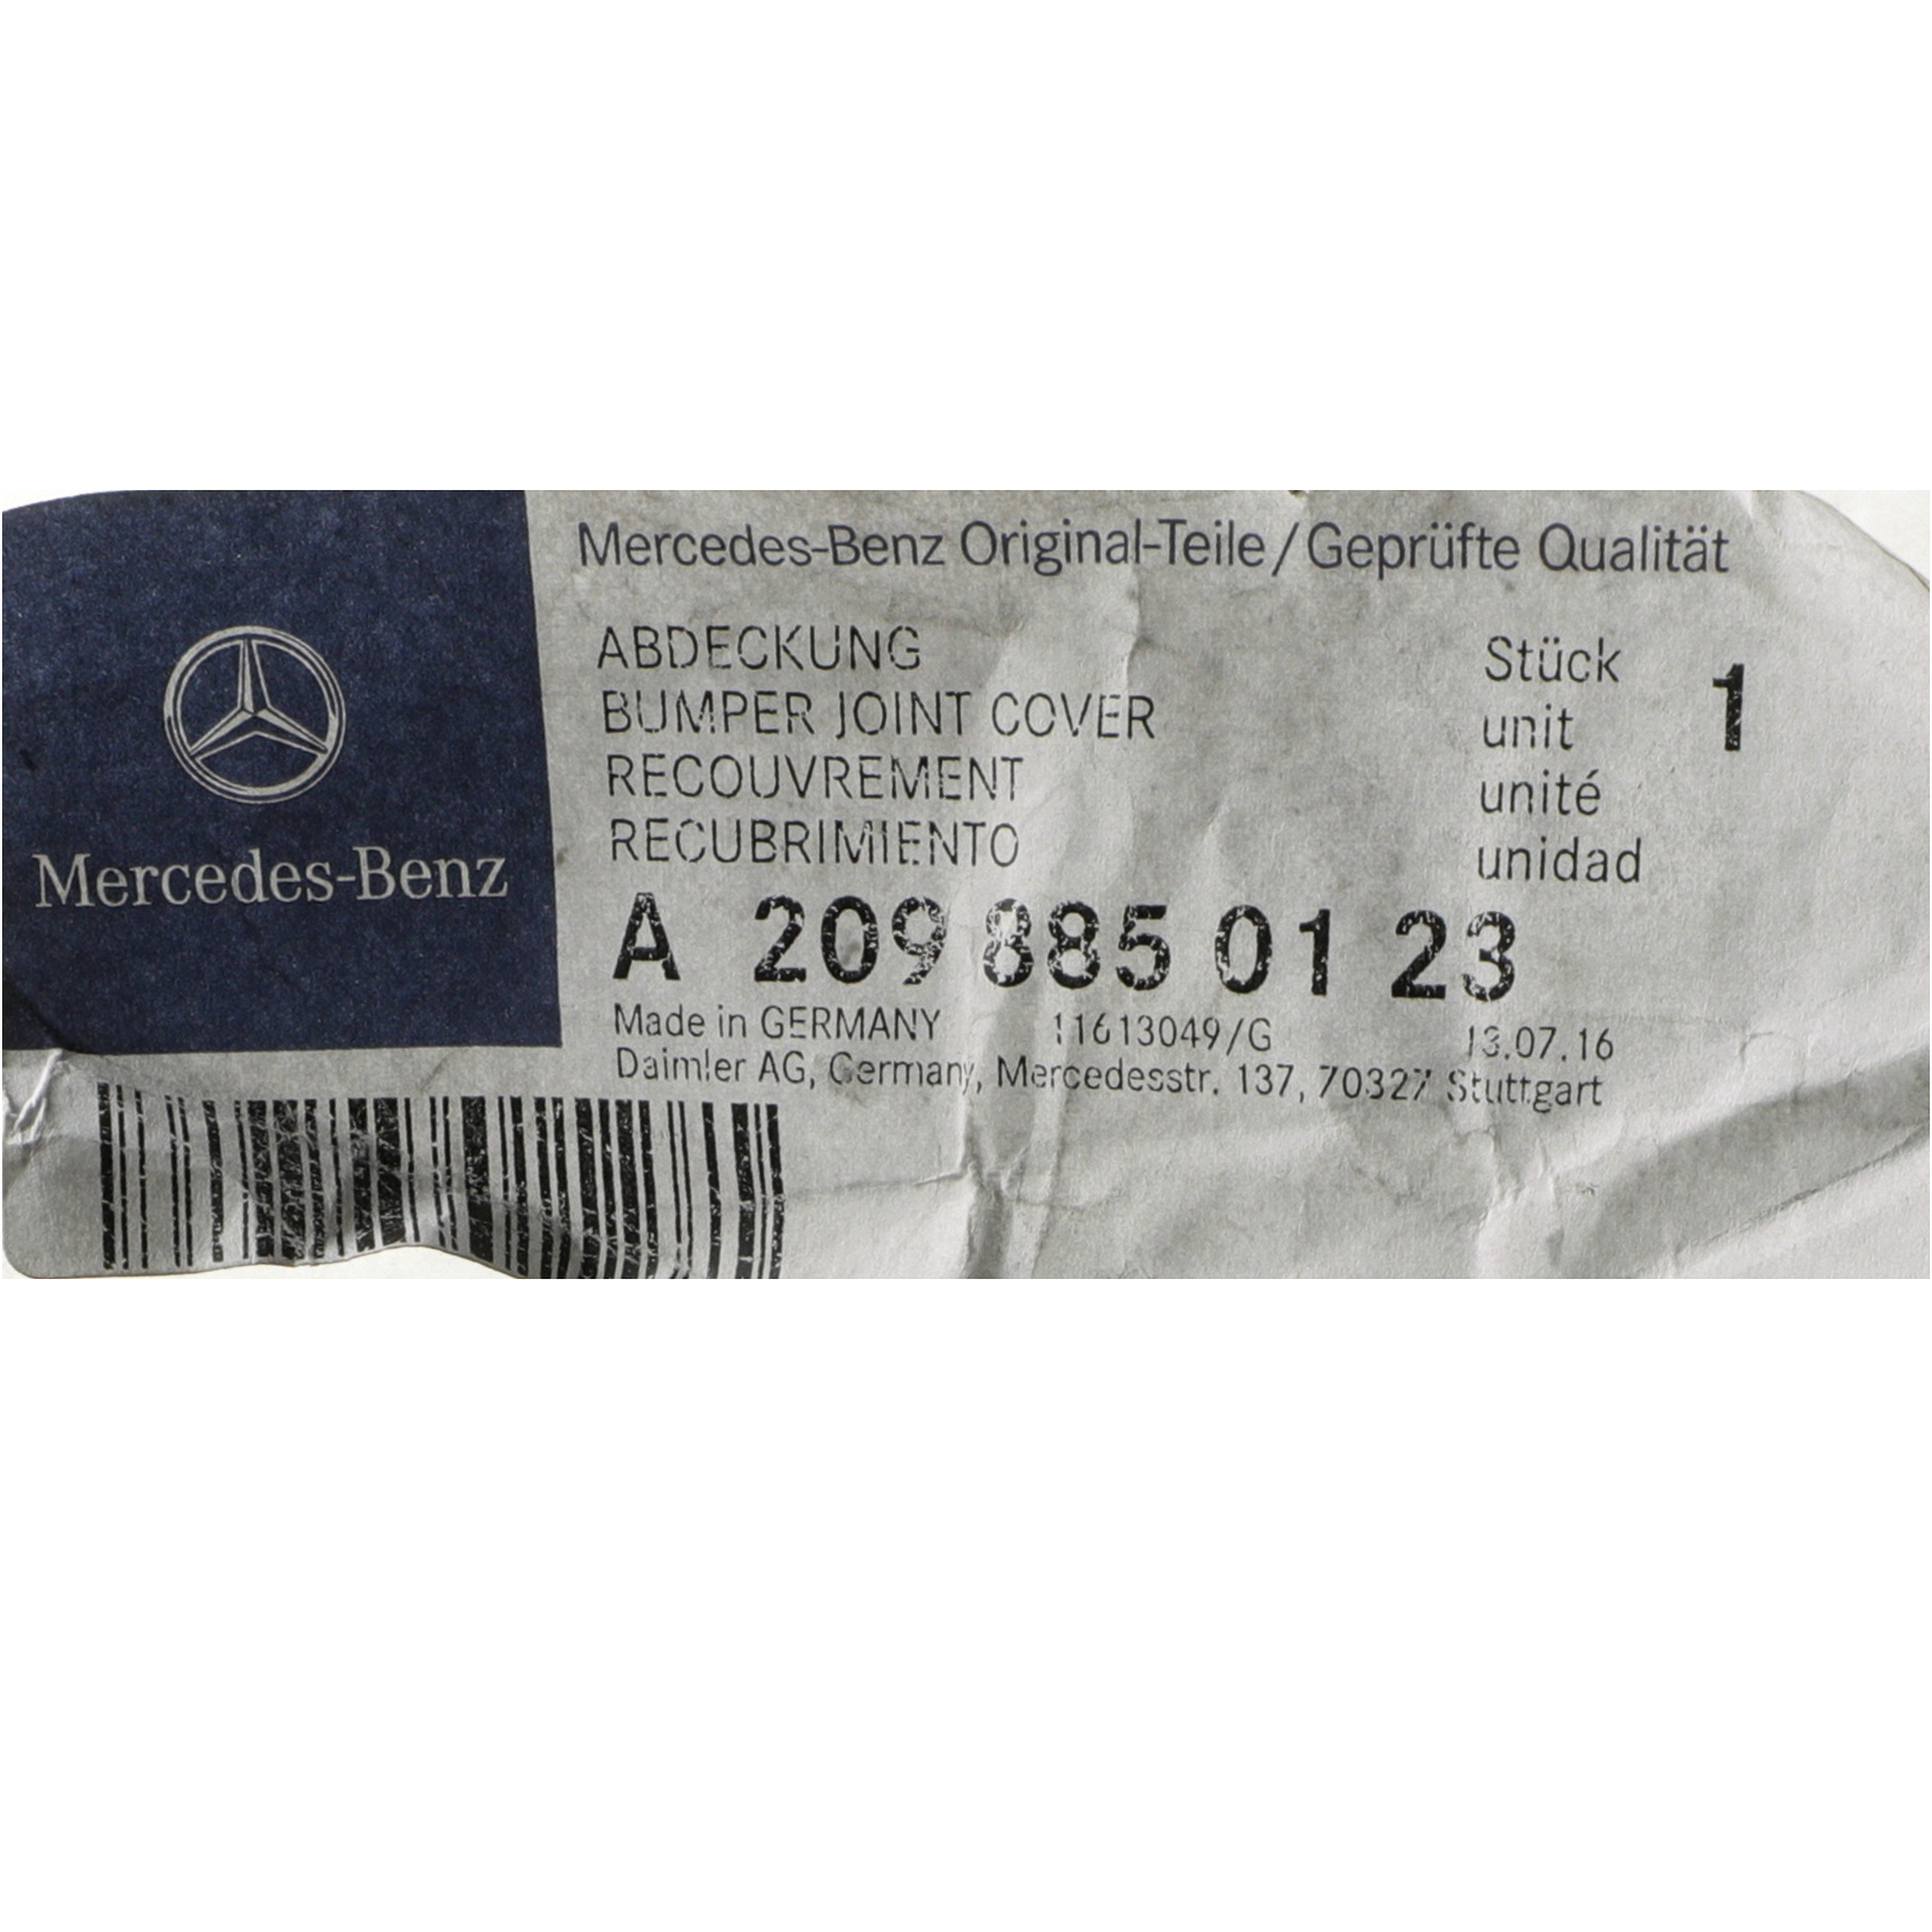 Mercedes-Benz
Mercedes-Benz Original-Teile/Geprüfte Qualität
ABDECKUNG
BUMPER JOINT COVER
RECOUVREMENT
RECUBRIMIENTO
Stück 1
unit
unité
unidad
A 209 885 01 23
Made in GERMANY 11613049/G 13.07.16
Daimler AG, Germany, Mercedesstr. 137, 70327 Stuttgart